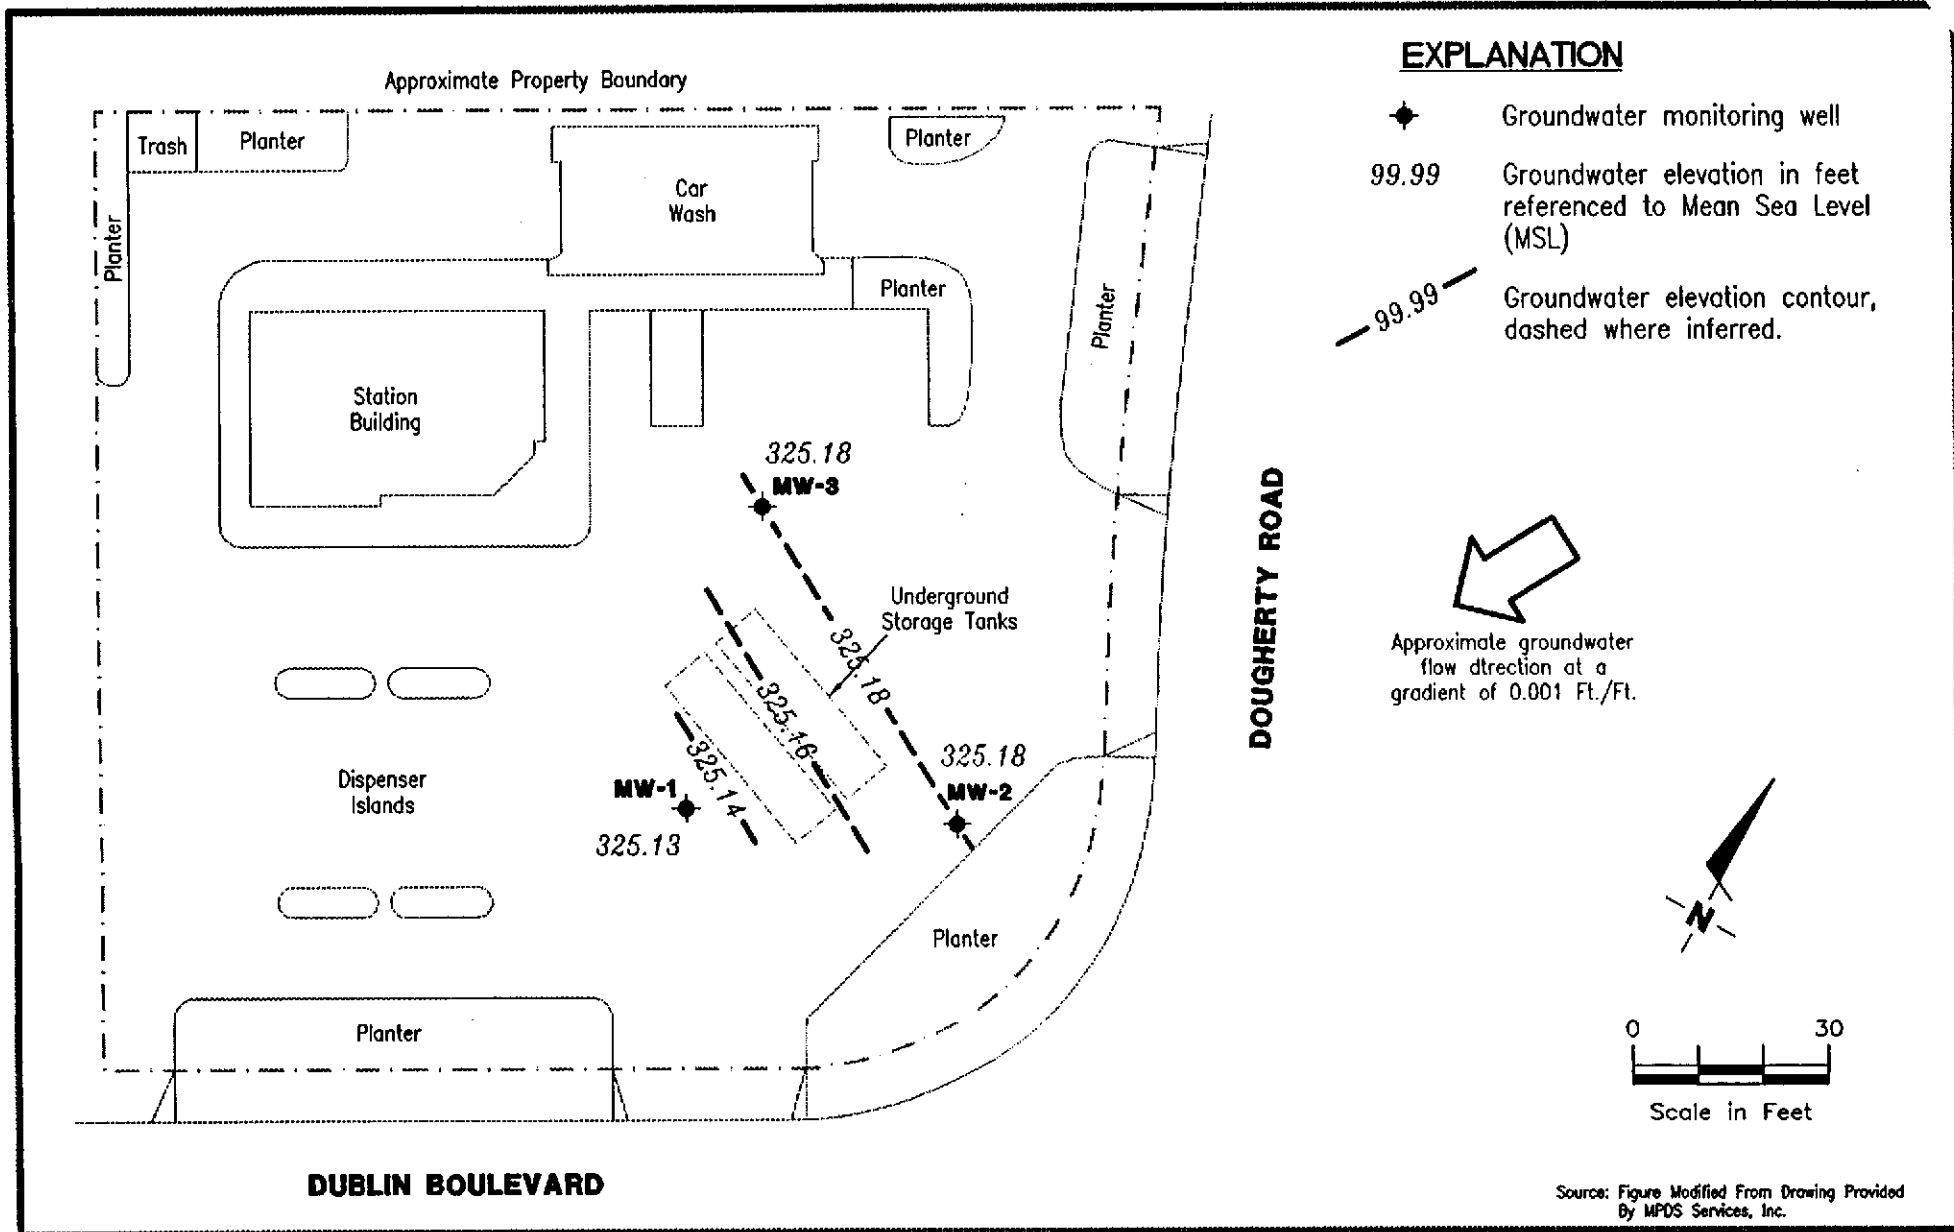 EXPLANATION
Approximate Property Boundary
Groundwater monitoring well
99.99
Groundwater elevation in feet
referenced to Mean Sea Level
(MSL)
99.99
Groundwater elevation contour,
dashed where inferred.
Trash
Planter
Planter
Planter
Car
Wash
Planter
Planter
Station
Building
325.18
MW-3
Underground
Storage Tanks
325.18
325.16
325.14
325.18
MW-2
MW-1
325.13
Dispenser
Islands
Planter
Planter
DOUGHERTY ROAD
Approximate groundwater
flow dtrection at a
gradient of 0.001 Ft./Ft.
N
0 30
Scale in Feet
DUBLIN BOULEVARD
Source: Figure Modified From Drawing Provided
By MPDS Services, Inc.